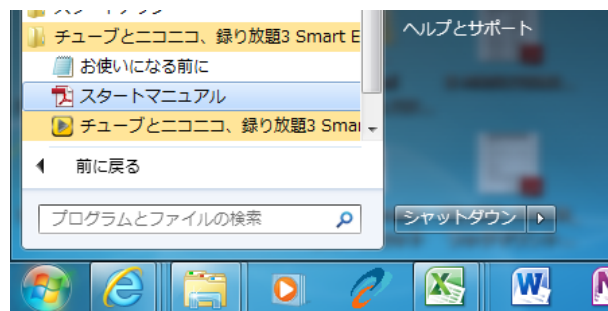 チューブとニコニコ、録り放題3 Smart E
ヘルプとサポート
お使いになる前に
スタートマニュアル
チューブとニコニコ、録り放題3 Smar
前に戻る
プログラムとファイルの検索
シャットダウン